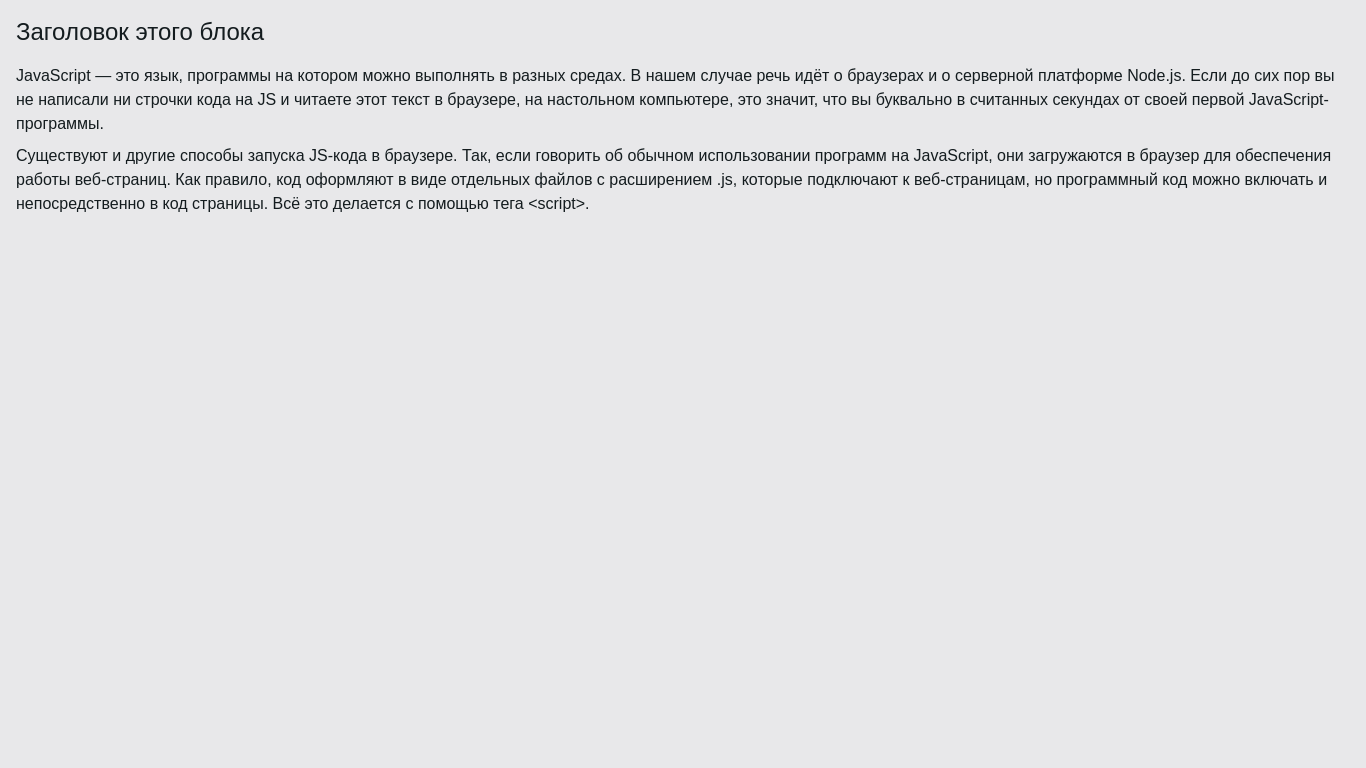 Заголовок этого блока
JavaScript — это язык, программы на котором можно выполнять в разных средах. В нашем случае речь идёт о браузерах и о серверной платформе Node.js. Если до сих пор вы
не написали ни строчки кода на JS и читаете этот текст в браузере, на настольном компьютере, это значит, что вы буквально в считанных секундах от своей первой JavaScript-
программы.
Существуют и другие способы запуска JS-кода в браузере. Так, если говорить об обычном использовании программ на JavaScript, они загружаются в браузер для обеспечения
работы веб-страниц. Как правило, код оформляют в виде отдельных файлов с расширением .js, которые подключают к веб-страницам, но программный код можно включать и
непосредственно в код страницы. Всё это делается с помощью тега <script>.